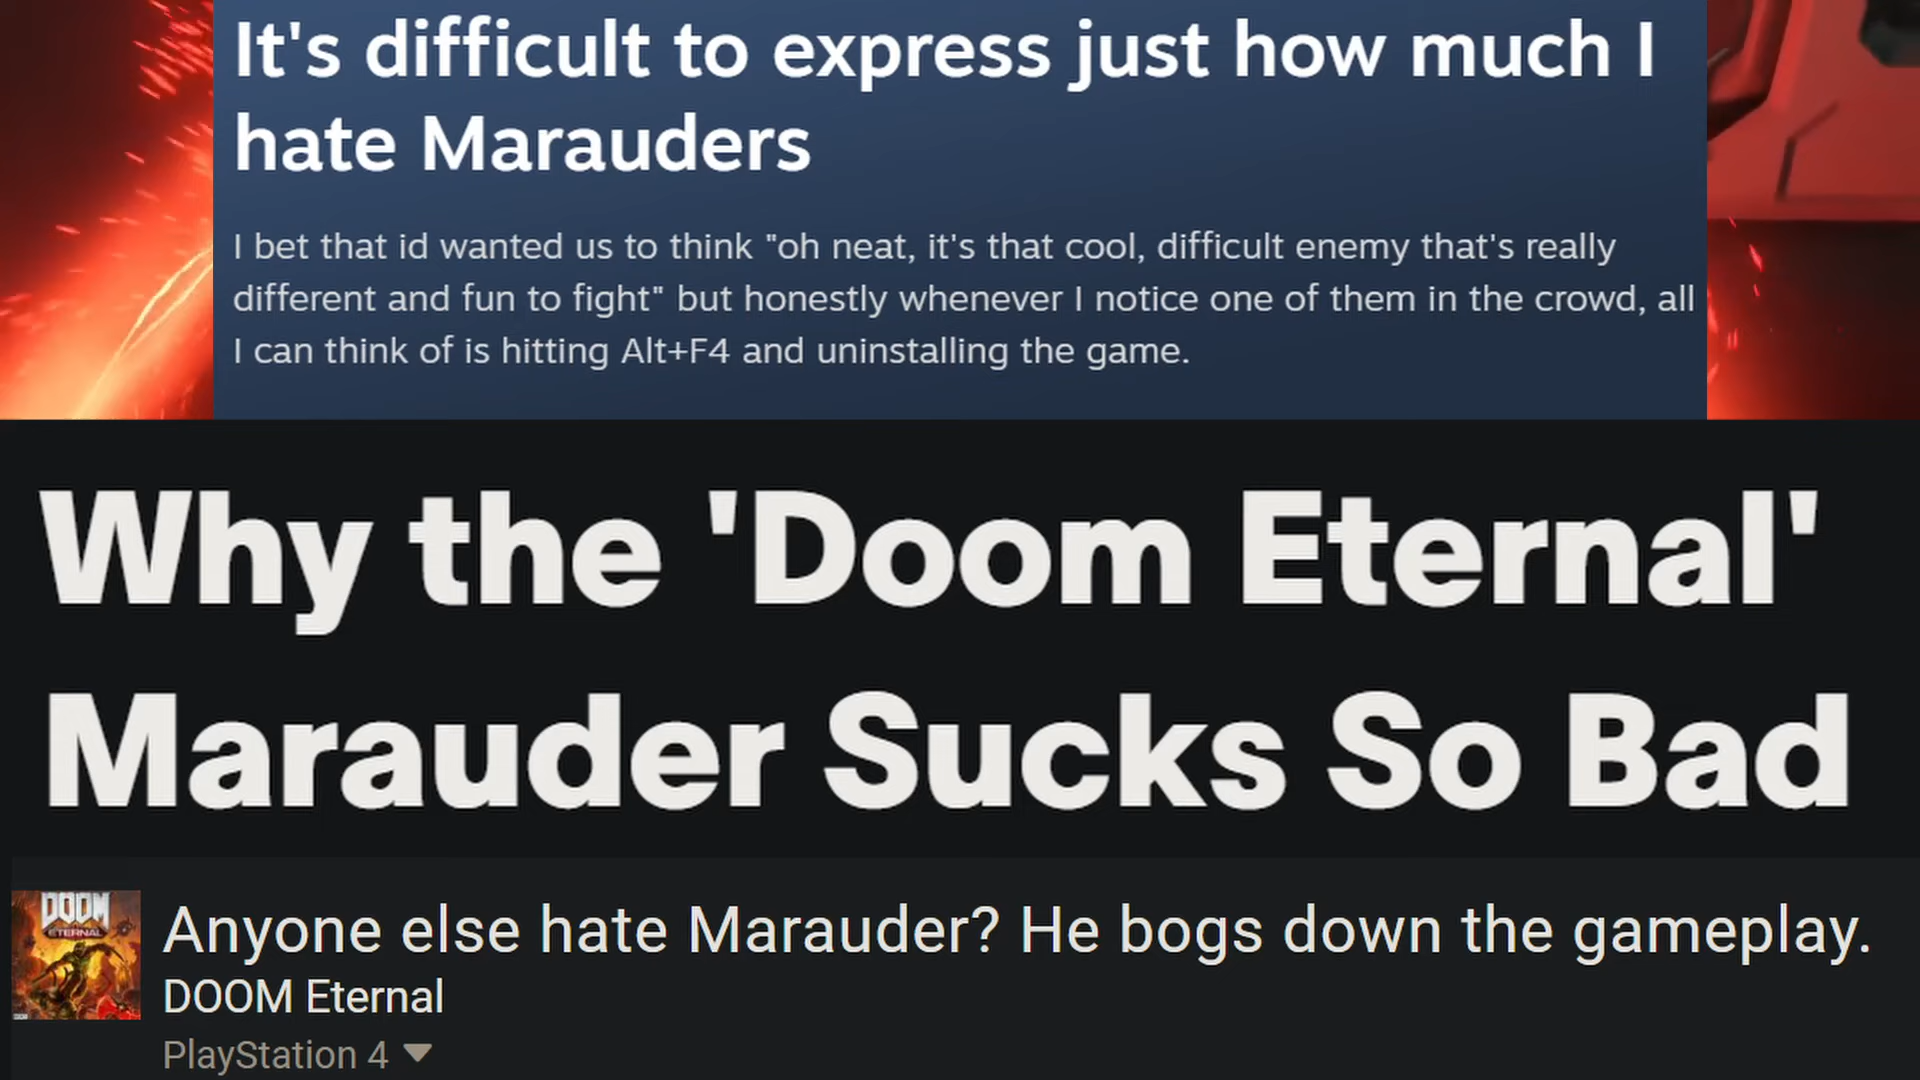 It's difficult to express just how much I
hate Marauders
I bet that id wanted us to think "oh neat, it's that cool, difficult enemy that's really
different and fun to fight" but honestly whenever I notice one of them in the crowd, all
I can think of is hitting Alt+F4 and uninstalling the game.
Why the 'Doom Eternal'
Marauder Sucks So Bad
DOOM
ETERNAL
Anyone else hate Marauder? He bogs down the gameplay.
DOOM Eternal
PlayStation 4